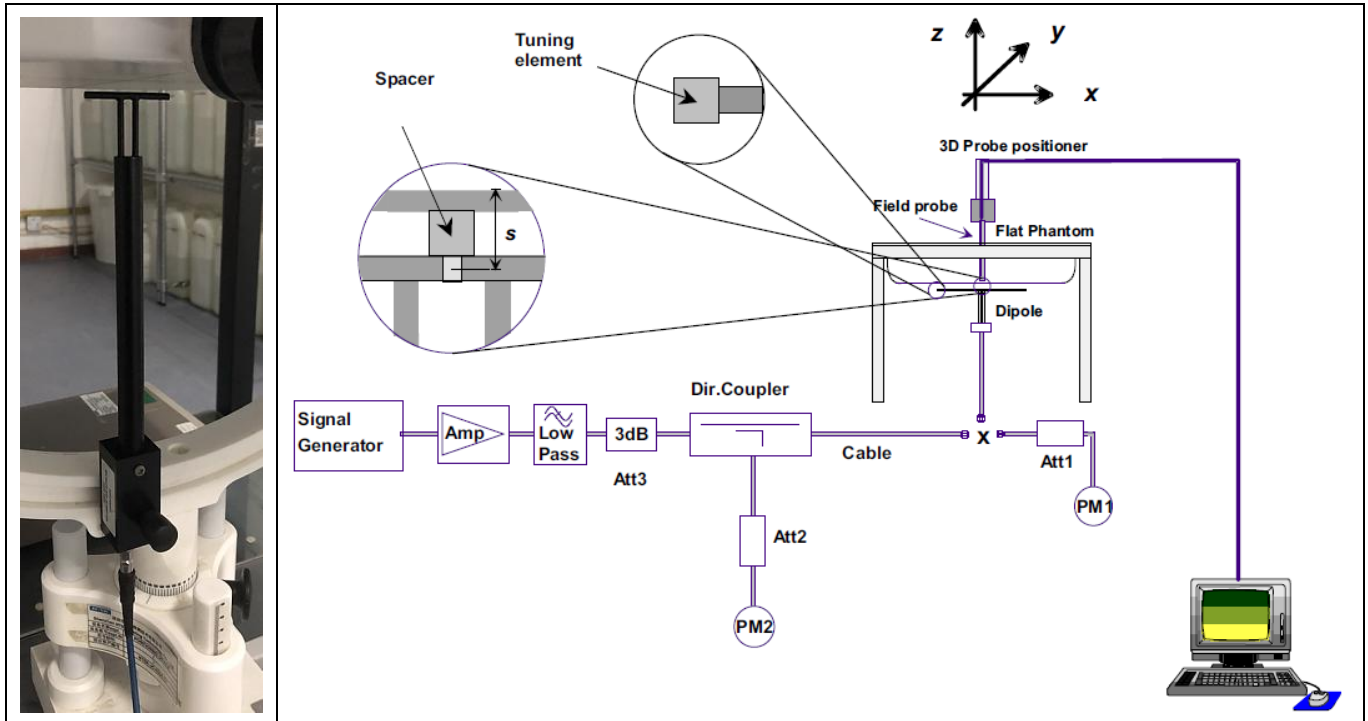 z
y
x
Tuning
element
Spacer
s
3D Probe positioner
Field probe
Flat Phantom
Dipole
Dir.Coupler
Signal
Generator
Amp
Low
Pass
3dB
Att3
Cable
x
Att1
PM1
Att2
PM2